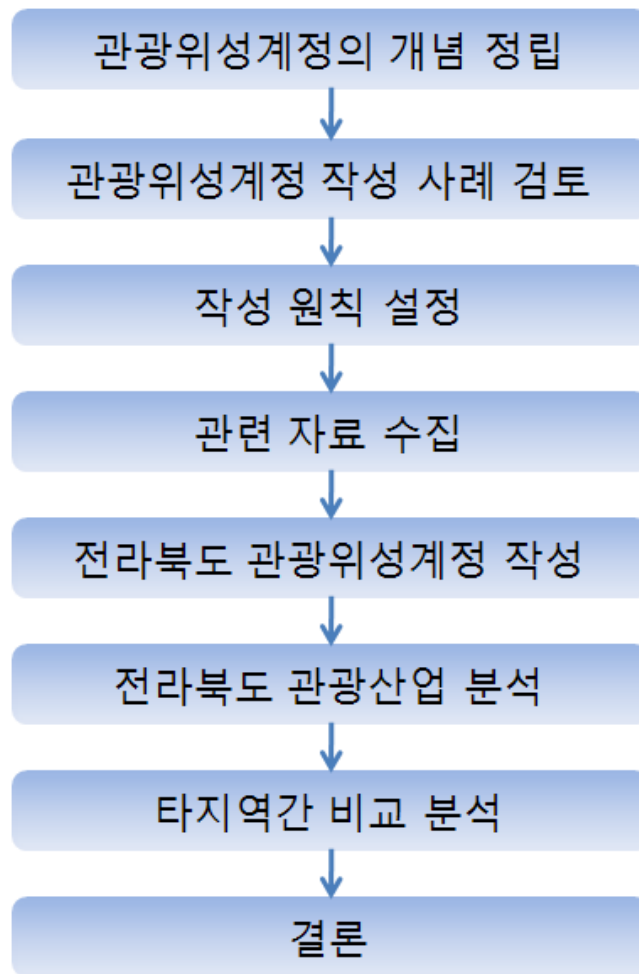 관광위성계정의 개념 정립
관광위성계정 작성 사례 검토
작성 원칙 설정
관련 자료 수집
전라북도 관광위성계정 작성
전라북도 관광산업 분석
타지역간 비교 분석
결론